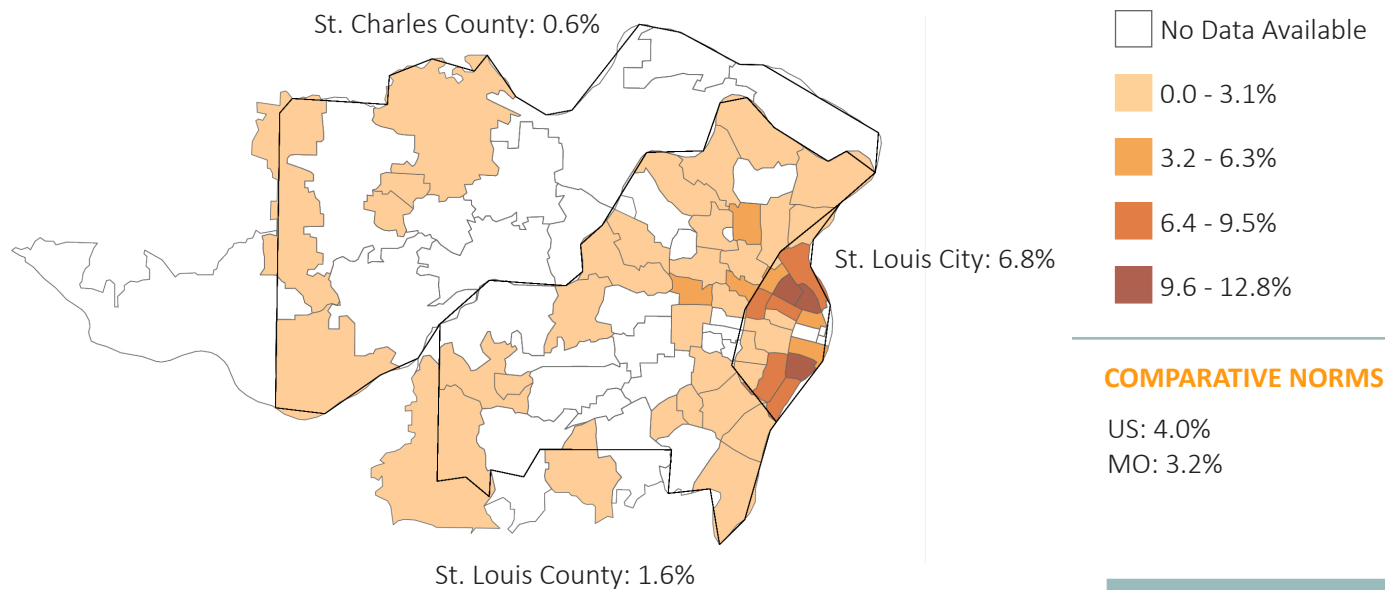 St. Charles County: 0.6%
St. Louis City: 6.8%
St. Louis County: 1.6%
No Data Available
0.0 - 3.1%
3.2 - 6.3%
6.4 - 9.5%
9.6 - 12.8%
COMPARATIVE NORMS
US: 4.0%
MO: 3.2%